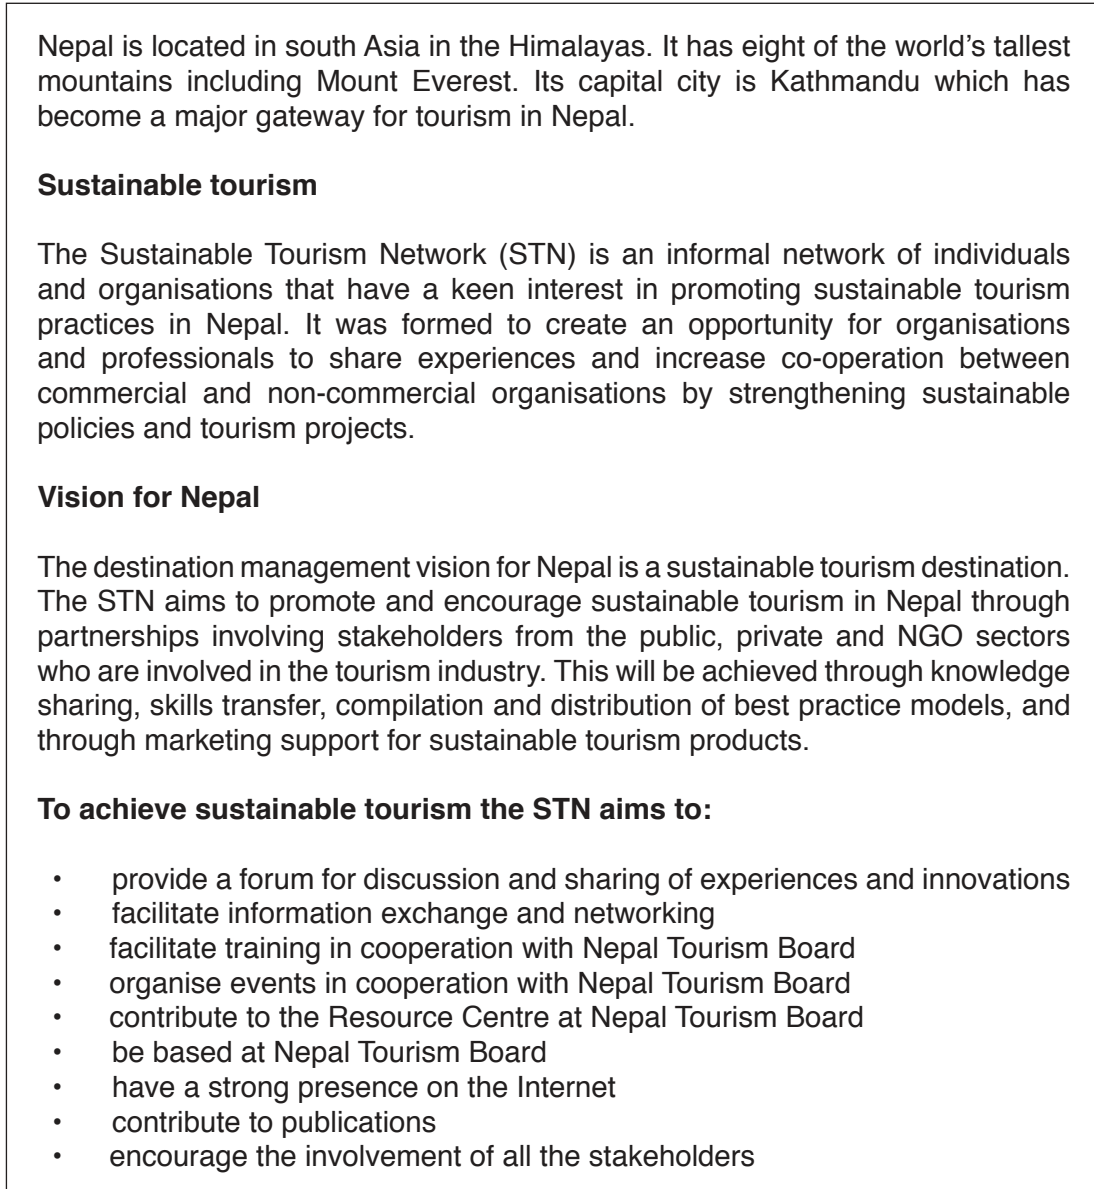 Nepal is located in south Asia in the Himalayas. It has eight of the world’s tallest
mountains including Mount Everest. Its capital city is Kathmandu which has
become a major gateway for tourism in Nepal.
Sustainable tourism
The Sustainable Tourism Network (STN) is an informal network of individuals
and organisations that have a keen interest in promoting sustainable tourism
practices in Nepal. It was formed to create an opportunity for organisations
and professionals to share experiences and increase co-operation between
commercial and non-commercial organisations by strengthening sustainable
policies and tourism projects.
Vision for Nepal
The destination management vision for Nepal is a sustainable tourism destination.
The STN aims to promote and encourage sustainable tourism in Nepal through
partnerships involving stakeholders from the public, private and NGO sectors
who are involved in the tourism industry. This will be achieved through knowledge
sharing, skills transfer, compilation and distribution of best practice models, and
through marketing support for sustainable tourism products.
To achieve sustainable tourism the STN aims to:
• provide a forum for discussion and sharing of experiences and innovations
• facilitate information exchange and networking
• facilitate training in cooperation with Nepal Tourism Board
• organise events in cooperation with Nepal Tourism Board
• contribute to the Resource Centre at Nepal Tourism Board
• be based at Nepal Tourism Board
• have a strong presence on the Internet
• contribute to publications
• encourage the involvement of all the stakeholders